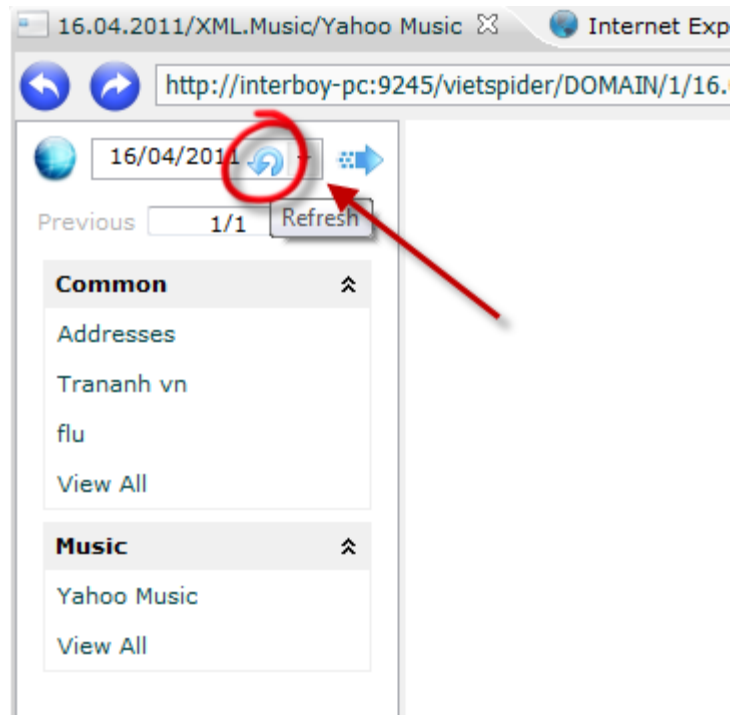 16.04.2011/XML.Music/Yahoo Music
Internet Exp
http://interboy-pc:9245/vietspider/DOMAIN/1/16.
16/04/2011
Previous 1/1 Refresh
Common
Addresses
Trananh vn
flu
View All
Music
Yahoo Music
View All